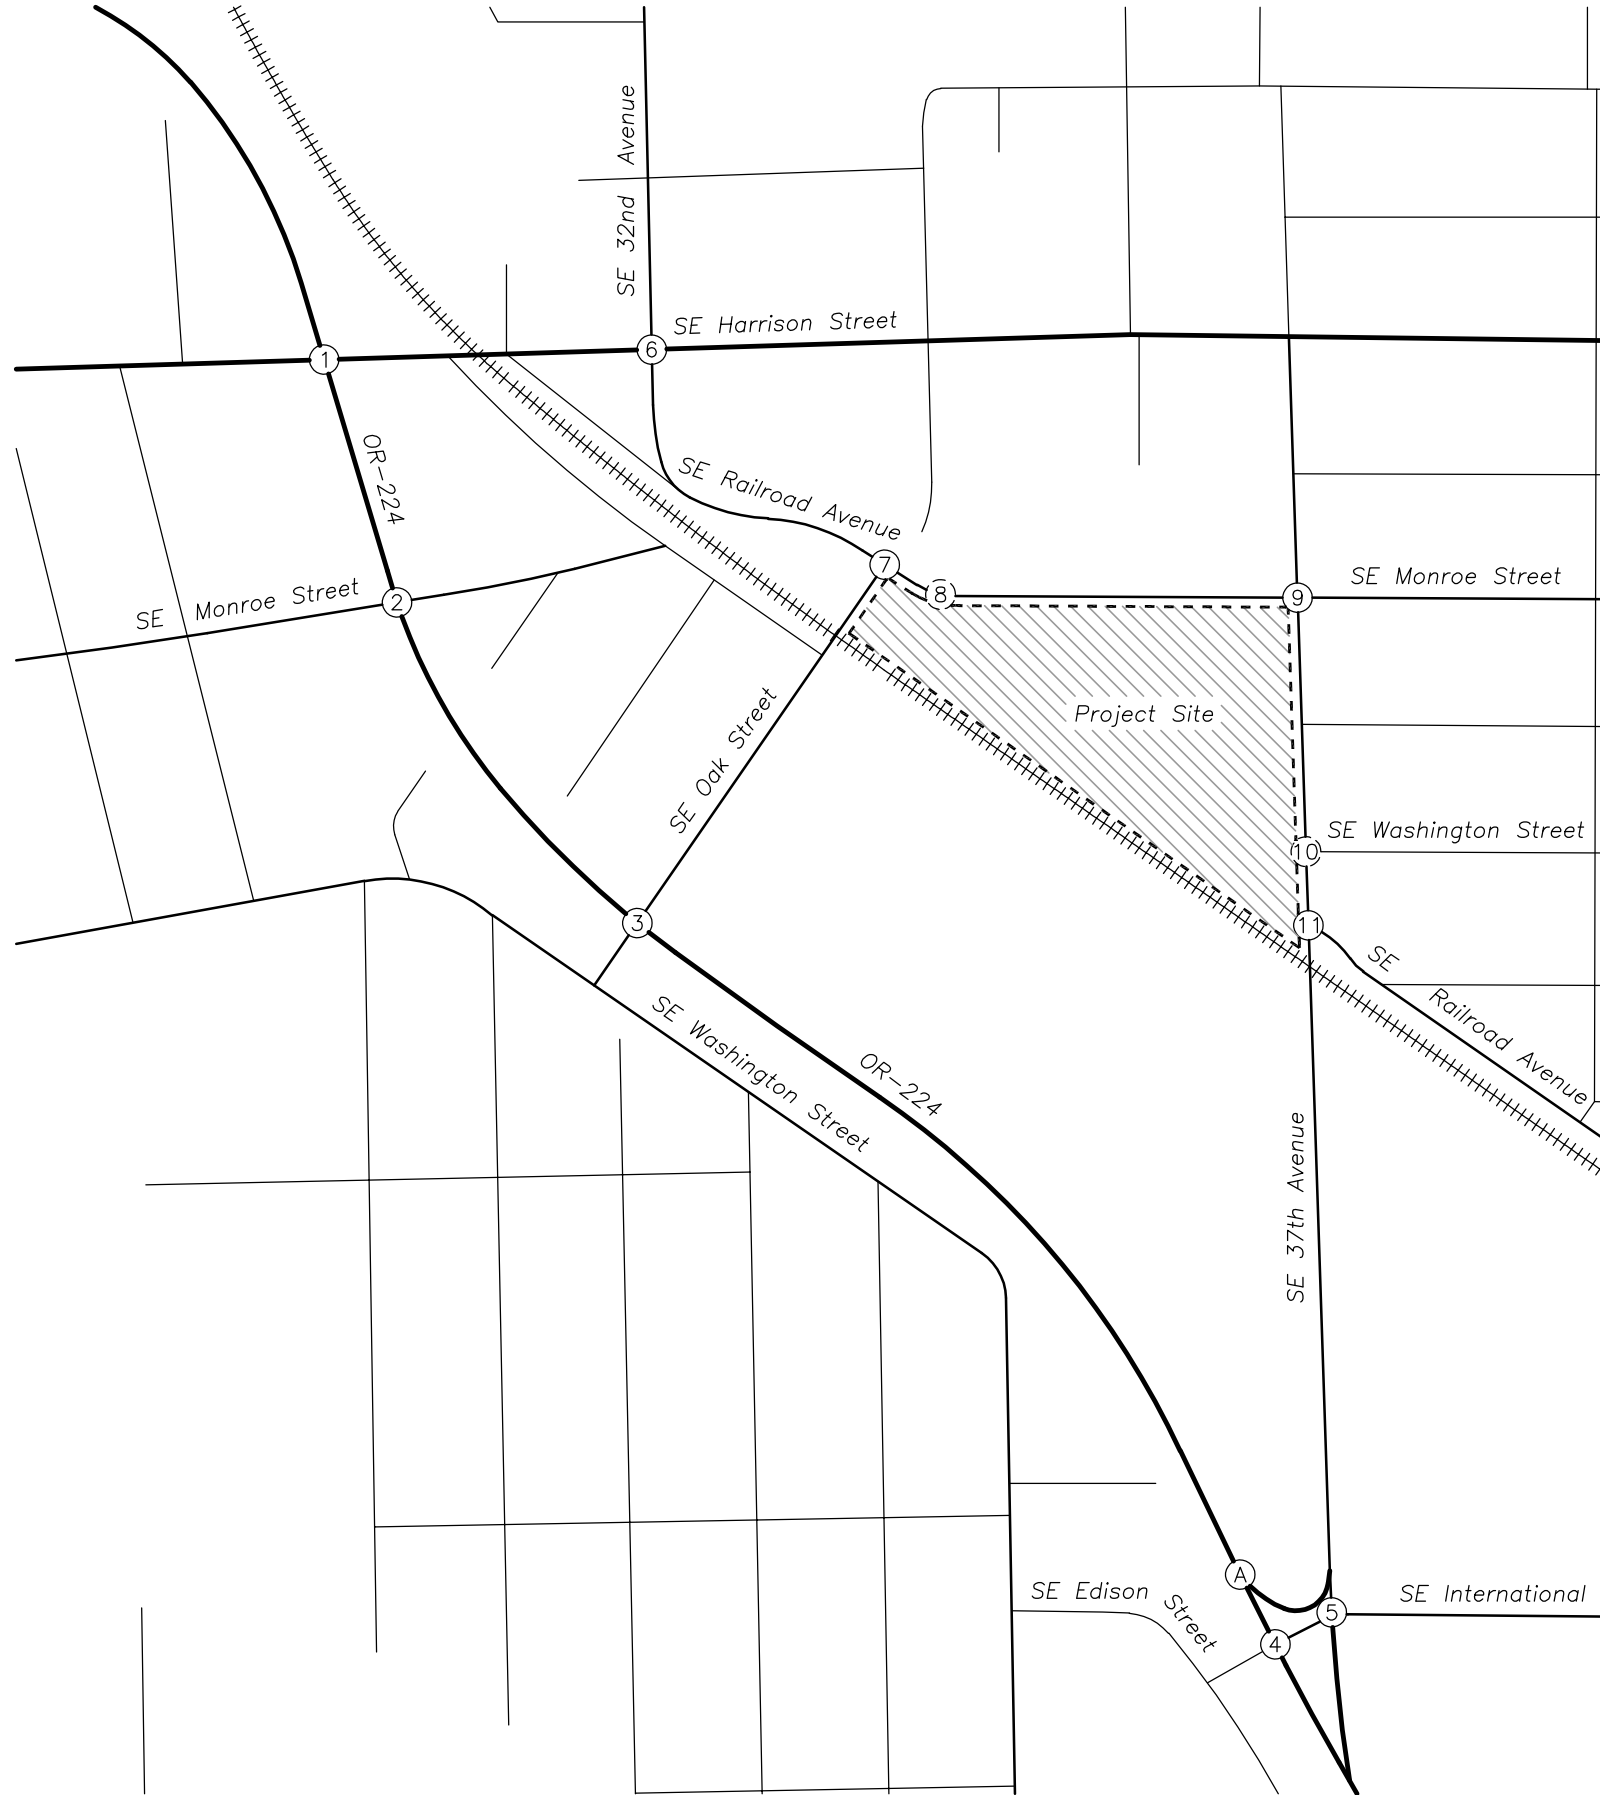 SE 32nd Avenue
SE Harrison Street
1
6
OR-224
SE Railroad Avenue
7
8
SE Monroe Street
9
SE Monroe Street
2
Project Site
SE Oak Street
SE Washington Street
10
3
11
SE Railroad Avenue
SE Washington Street
OR-224
SE 37th Avenue
A
SE Edison Street
SE International
5
4